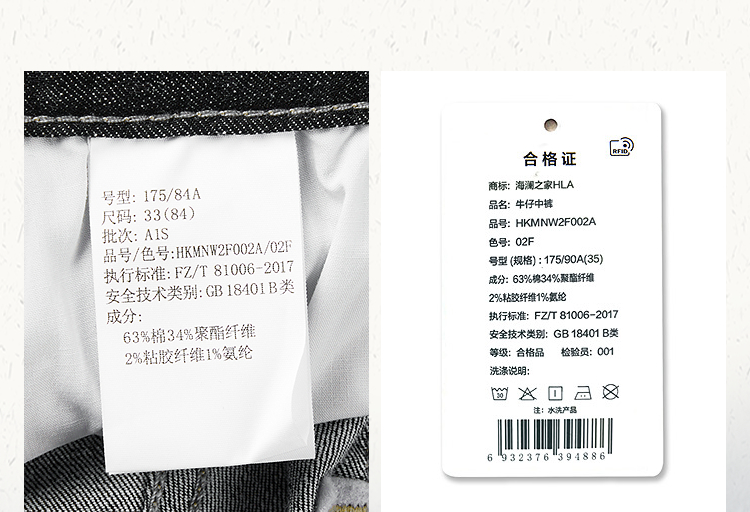 号型: 175/84A
尺码: 33(84)
批次: A1S
品号/色号:HKMNW2F002A/02F
执行标准: FZ/T 81006-2017
安全技术类别: GB 18401 B 类
成分:
63%棉34%聚酯纤维
2%粘胶纤维1%氨纶
合格证
RFID
商标: 海澜之家HLA
品名: 牛仔中裤
品号: HKMNW2F002A
色号: 02F
号型 (规格) : 175/90A(35)
成分: 63%棉34%聚酯纤维
2%粘胶纤维1%氨纶
执行标准: FZ/T 81006-2017
安全技术类别: GB 18401 B类
等级: 合格品 检验员: 001
洗涤说明:
30
注: 水洗产品
6 932376 394886